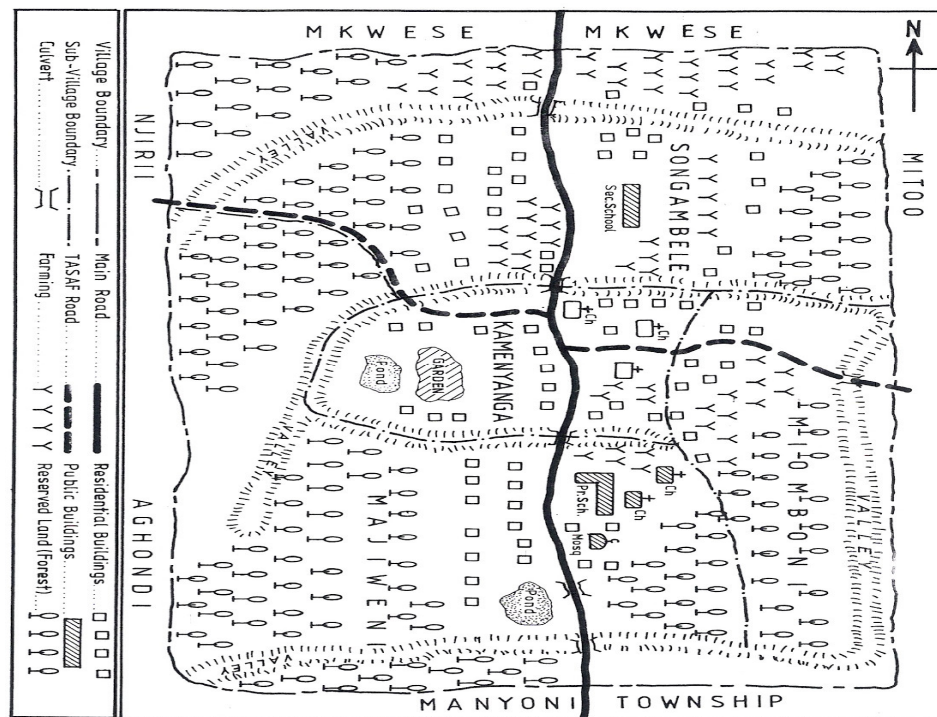 MKWESE MKWESE
N
NJIRII
MITOO
AGHONDI
MANYONI TOWNSHIP
VALLEY
SONGAMBELE
Sec.School
Ch
Ch
KAMENYANGA
GARDEN
Pond
MLOMBONI
VALLEY
VALLEY
MAJIWENI
Pr.Sch.
Ch
Ch
Mosq
Pond
VALLEY
Village Boundary
Sub-Village Boundary
Culvert
Main Road
TASAF Road
Farming
Residential Buildings
Public Buildings
Reserved Land (Forest)